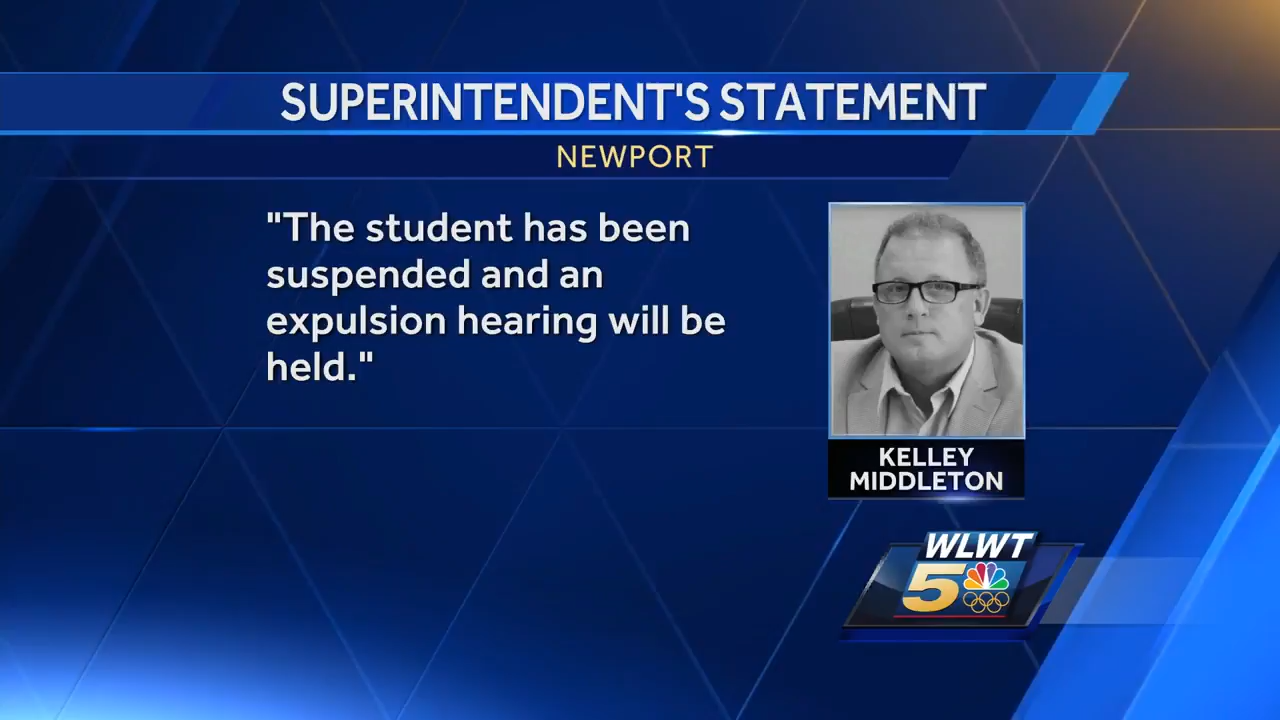 SUPERINTENDENT'S STATEMENT
NEWPORT
"The student has been
suspended and an
expulsion hearing will be
held."
KELLEY
MIDDLETON
WLWT
5